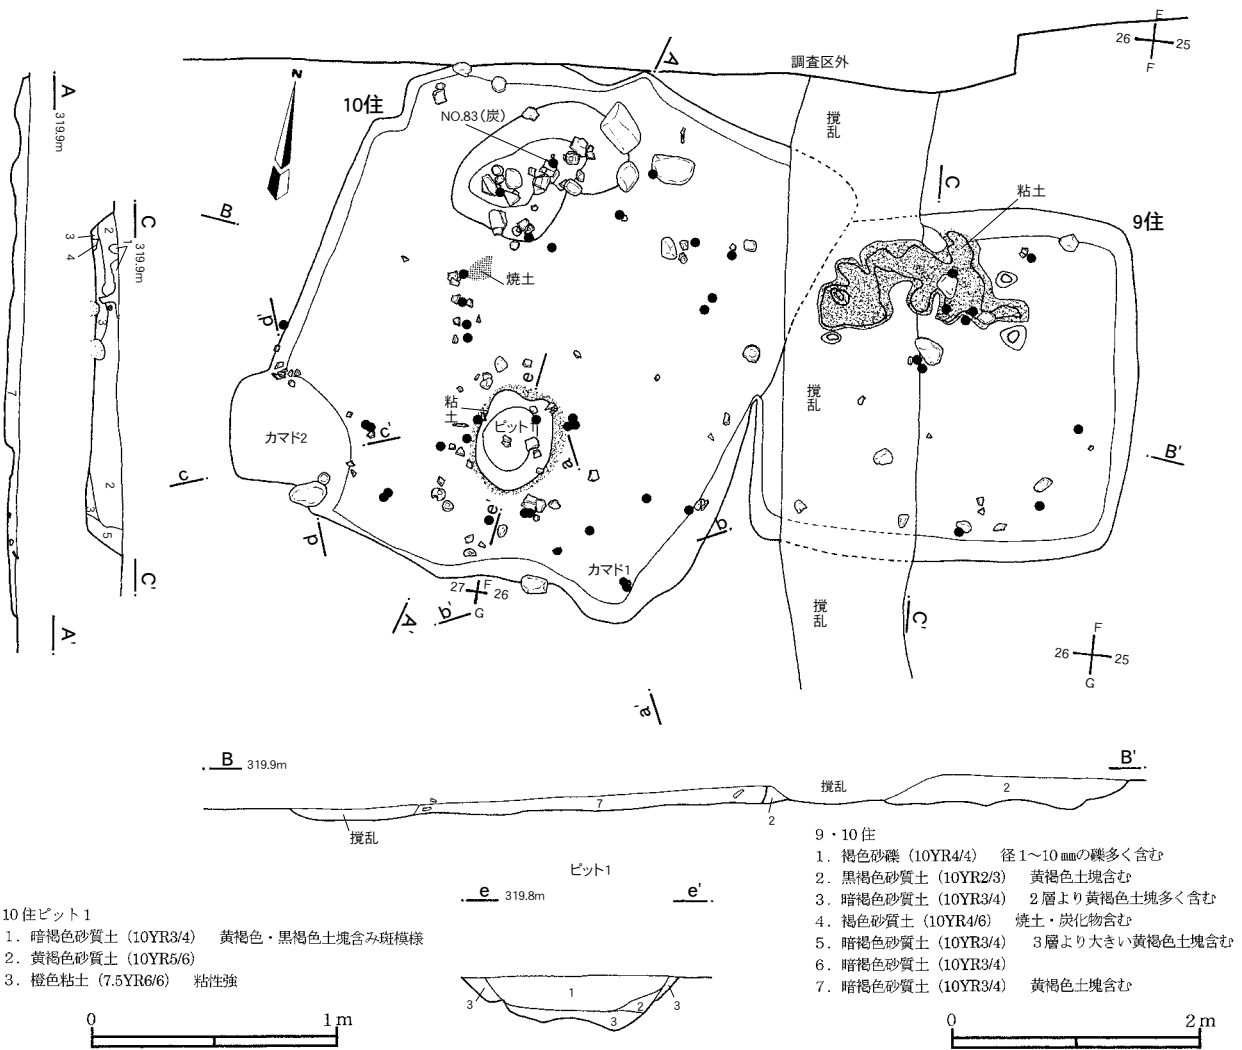 調査区外
F
26 25
F
A
319.9m
N
10住
NO.83(炭)
撹乱
A
C
319.9m
2
1
3
4
3
7
2
3
5
C'
A'
B
C
粘土
9住
焼土
d'
e
粘土
ピット1
カマド2
c'
c
a
撹乱
B'
e'
d
b
カマド1
27 F 26
G
b'
A'
撹乱
C'
F
26 25
G
a'
B 319.9m
B'
撹乱
7
2
2
撹乱
ピット1
e 319.8m
e'
1
2
3
3
3
10住ピット1
1. 暗褐色砂質土 (10YR3/4) 黄褐色・黒褐色土塊含み斑模様
2. 黄褐色砂質土 (10YR5/6)
3. 橙色粘土 (7.5YR6/6) 粘性強
0 1m
9・10住
1. 褐色砂礫 (10YR4/4) 径1～10㎜の礫多く含む
2. 黒褐色砂質土 (10YR2/3) 黄褐色土塊含む
3. 暗褐色砂質土 (10YR3/4) 2層より黄褐色土塊多く含む
4. 褐色砂質土 (10YR4/6) 焼土・炭化物含む
5. 暗褐色砂質土 (10YR3/4) 3層より大きい黄褐色土塊含む
6. 暗褐色砂質土 (10YR3/4)
7. 暗褐色砂質土 (10YR3/4) 黄褐色土塊含む
0 2m